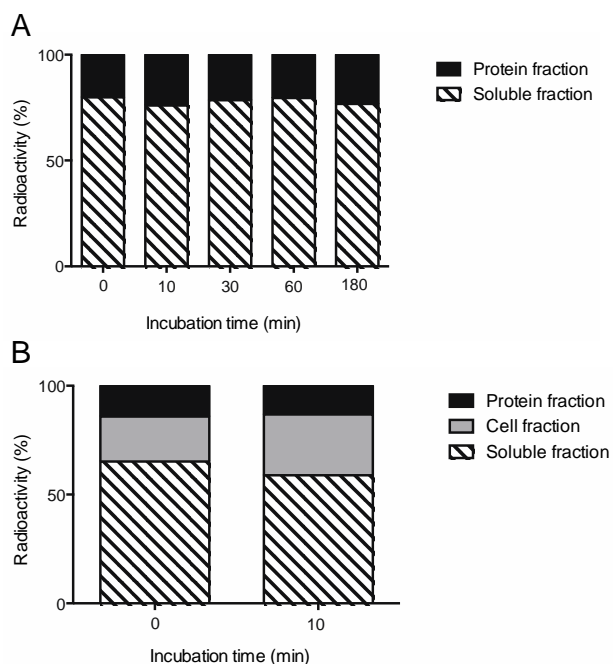 A
Radioactivity (%)
100
50
0
Protein fraction
Soluble fraction
0 10 30 60 180
Incubation time (min)
B
Radioactivity (%)
100
50
0
Protein fraction
Cell fraction
Soluble fraction
0 10
Incubation time (min)